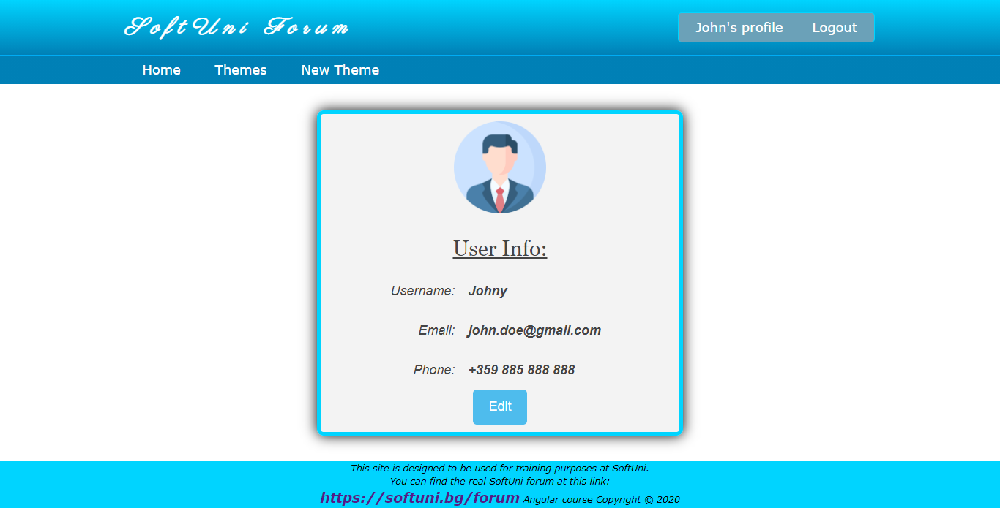 SoftUni Forum
John's profile Logout
Home Themes New Theme
User Info:
Username: Johny
Email: john.doe@gmail.com
Phone: +359 885 888 888
Edit
This site is designed to be used for training purposes at SoftUni.
You can find the real SoftUni forum at this link:
https://softuni.bg/forum Angular course Copyright © 2020